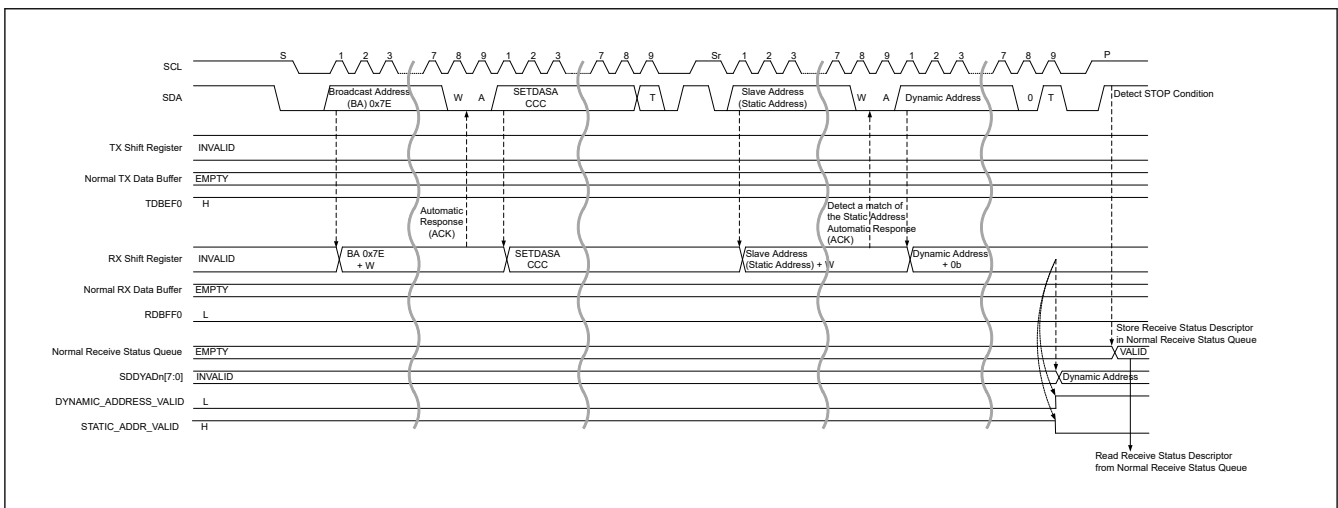 S 1 2 3 7 8 9 1 2 3 7 8 9 Sr 1 2 3 7 8 9 1 2 3 7 8 9 P
SCL
SDA
Broadcast Address
(BA) 0x7E
W A
SETDASA
CCC
T
Slave Address
(Static Address)
W A
Dynamic Address
0 T
Detect STOP Condition
TX Shift Register INVALID
Normal TX Data Buffer EMPTY
TDBEF0 H
Automatic
Response
(ACK)
Detect a match of
the Static Address
Automatic Response
(ACK)
RX Shift Register INVALID
BA 0x7E
+ W
SETDASA
CCC
Slave Address
(Static Address) + W
Dynamic Address
+ 0b
Normal RX Data Buffer EMPTY
RDBFF0 L
Store Receive Status Descriptor
in Normal Receive Status Queue
Normal Receive Status Queue EMPTY VALID
SDDYADn[7:0] INVALID Dynamic Address
DYNAMIC_ADDRESS_VALID L
STATIC_ADDR_VALID H
Read Receive Status Descriptor
from Normal Receive Status Queue